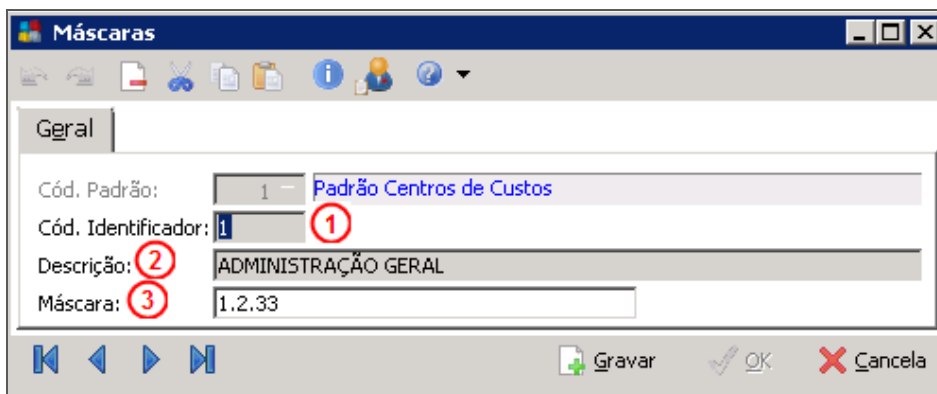 Máscaras
Geral
Cód. Padrão: 1 Padrão Centros de Custos
Cód. Identificador: 1 1
Descrição: 2 ADMINISTRAÇÃO GERAL
Máscara: 3 1.2.33
Gravar OK Cancela